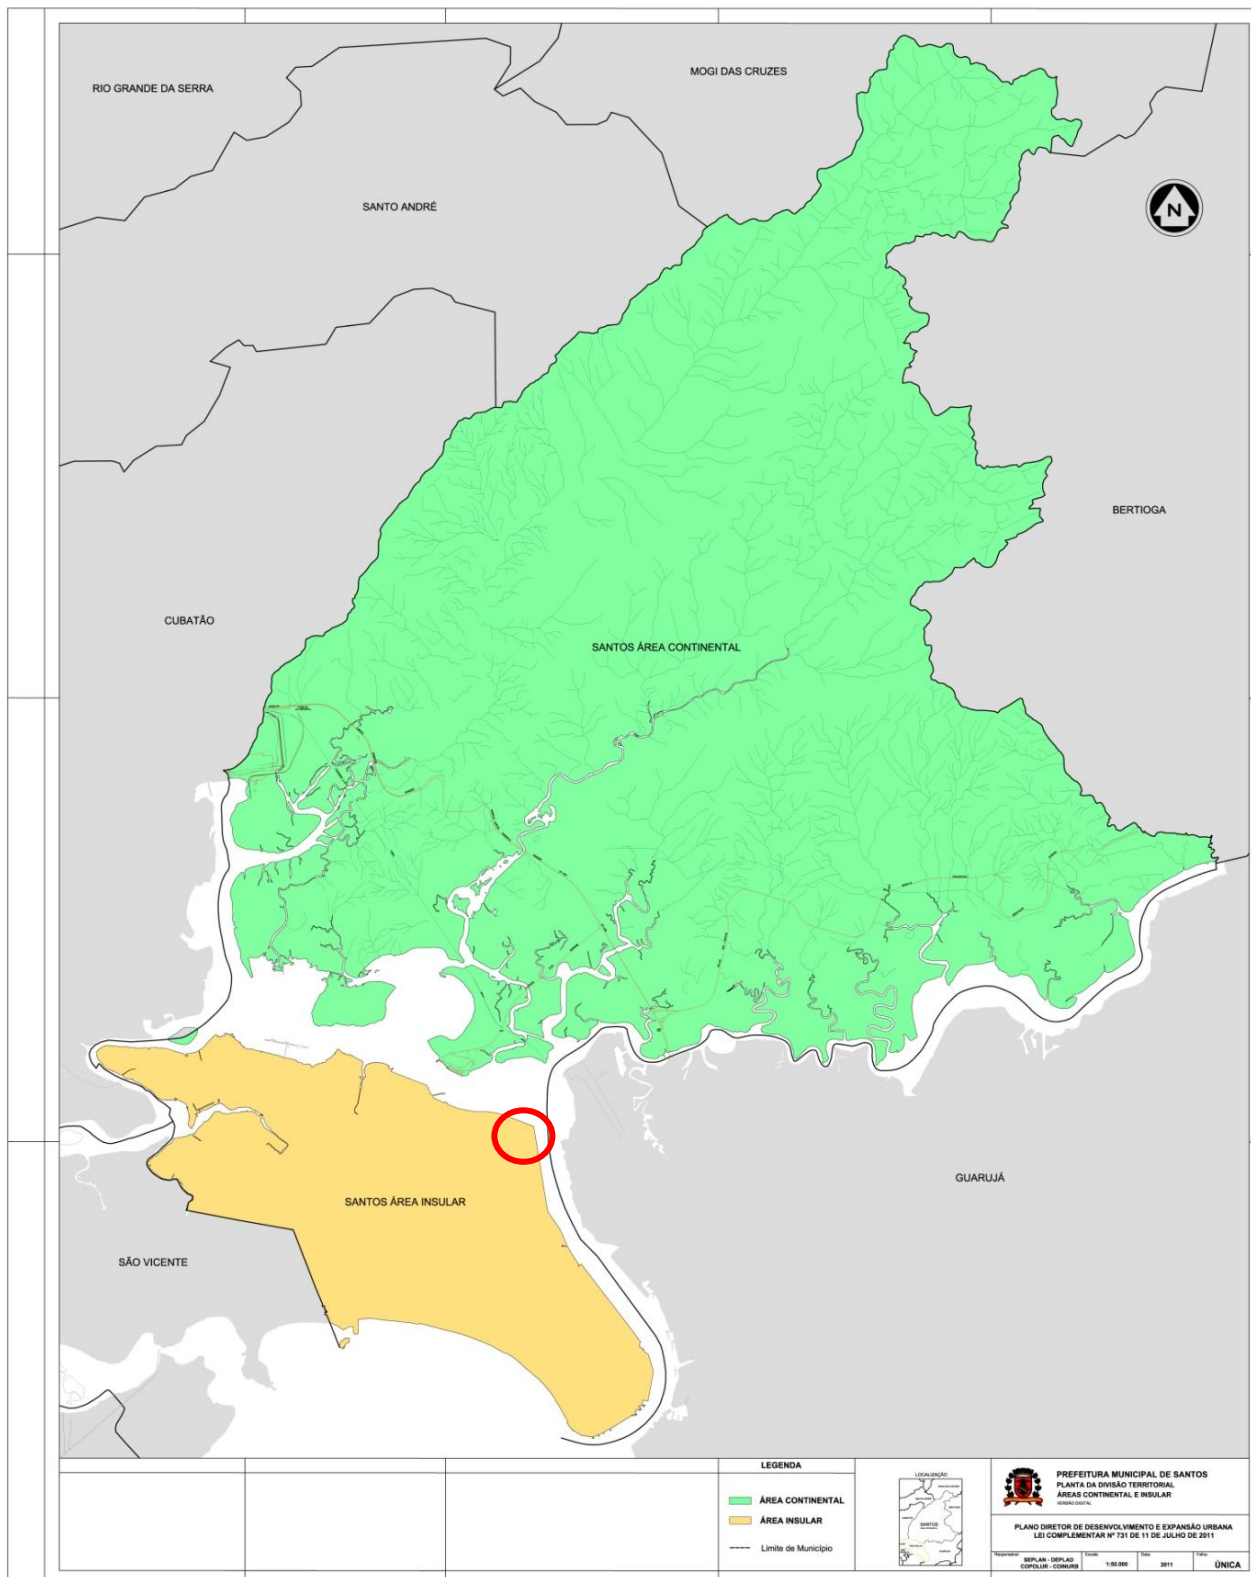 MOGI DAS CRUZES
RIO GRANDE DA SERRA
SANTO ANDRÉ
N
BERTIOGA
CUBATÃO
SANTOS ÁREA CONTINENTAL
GUARUJÁ
SANTOS ÁREA INSULAR
SÃO VICENTE
LEGENDA
ÁREA CONTINENTAL
ÁREA INSULAR
Limite de Município
LOCALIZAÇÃO
SANTOS
PREFEITURA MUNICIPAL DE SANTOS
PLANTA DA DIVISÃO TERRITORIAL
ÁREAS CONTINENTAL E INSULAR
VERSÃO DIGITAL
PLANO DIRETOR DE DESENVOLVIMENTO E EXPANSÃO URBANA
LEI COMPLEMENTAR Nº 731 DE 11 DE JULHO DE 2011
SEPLAN - DEPLAD
COPOLUR - COINURB
1:50.000
2011
ÚNICA